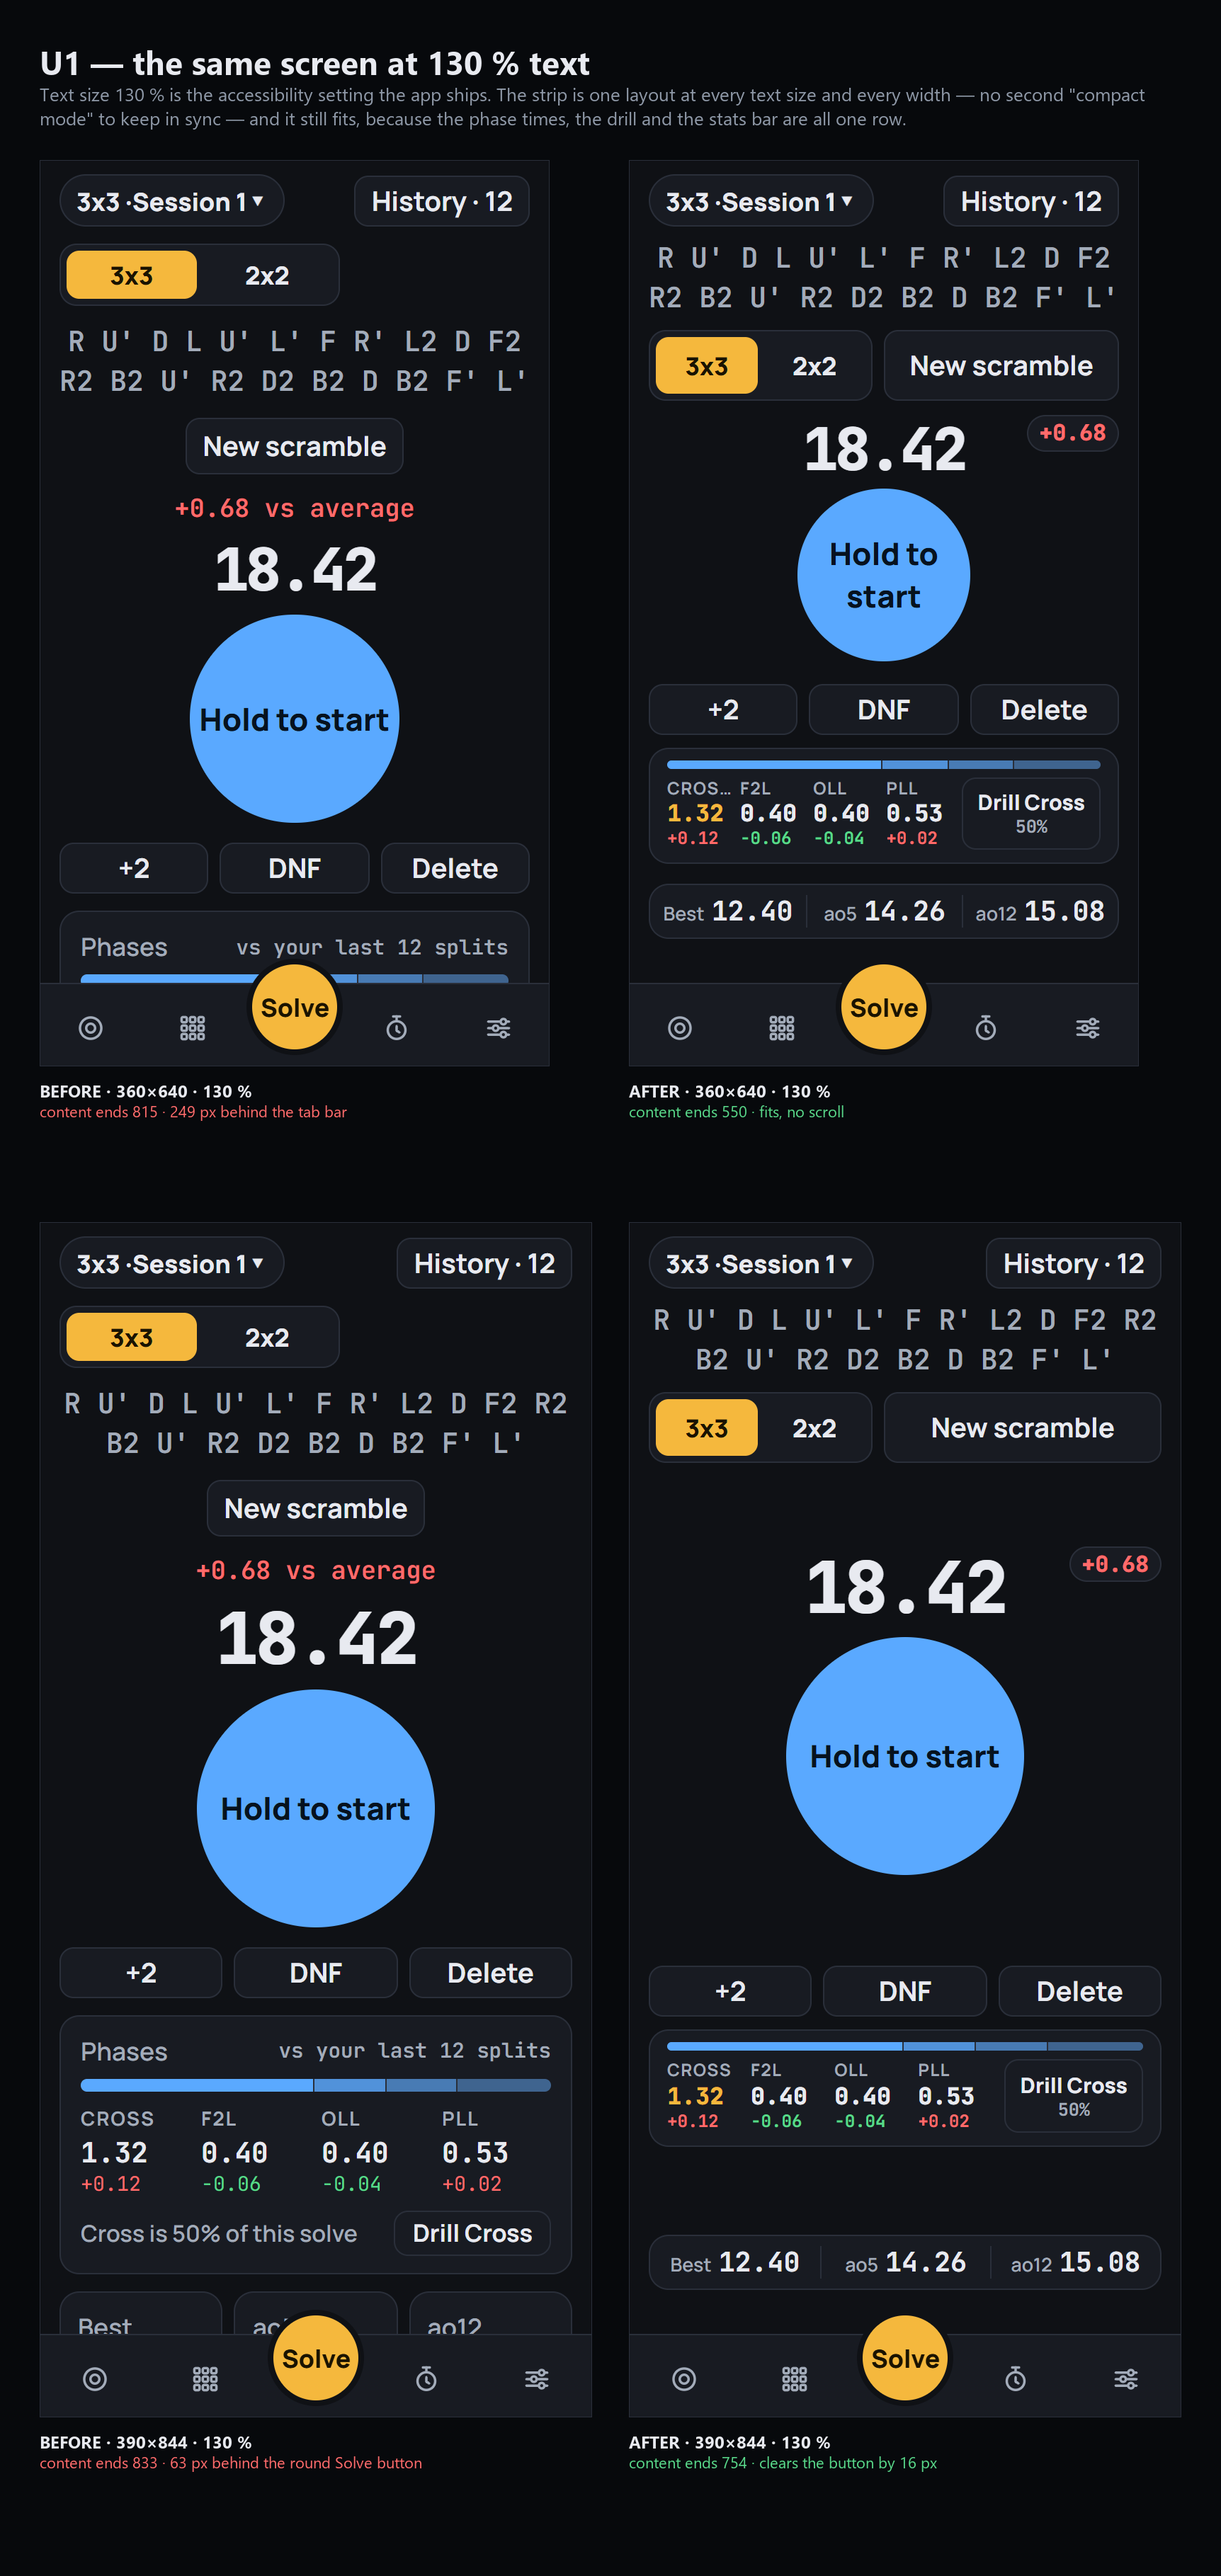 U1 — the same screen at 130 % text
Text size 130 % is the accessibility setting the app ships. The strip is one layout at every text size and every width — no second "compact
mode" to keep in sync — and it still fits, because the phase times, the drill and the stats bar are all one row.
3x3 ·Session 1 ▾
History · 12
3x3
2x2
R U' D L U' L' F R' L2 D F2
R2 B2 U' R2 D2 B2 D B2 F' L'
New scramble
+0.68 vs average
18.42
Hold to start
+2
DNF
Delete
Phases
vs your last 12 splits
Solve
BEFORE · 360×640 · 130 %
content ends 815 · 249 px behind the tab bar
3x3 ·Session 1 ▾
History · 12
R U' D L U' L' F R' L2 D F2
R2 B2 U' R2 D2 B2 D B2 F' L'
3x3
2x2
New scramble
18.42
+0.68
Hold to
start
+2
DNF
Delete
CROS… F2L OLL PLL
1.32 0.40 0.40 0.53
+0.12 -0.06 -0.04 +0.02
Drill Cross
50%
Best 12.40
ao5 14.26
ao12 15.08
Solve
AFTER · 360×640 · 130 %
content ends 550 · fits, no scroll
3x3 ·Session 1 ▾
History · 12
3x3
2x2
R U' D L U' L' F R' L2 D F2 R2
B2 U' R2 D2 B2 D B2 F' L'
New scramble
+0.68 vs average
18.42
Hold to start
+2
DNF
Delete
Phases
vs your last 12 splits
CROSS F2L OLL PLL
1.32 0.40 0.40 0.53
+0.12 -0.06 -0.04 +0.02
Cross is 50% of this solve
Drill Cross
Best
ao12
Solve
BEFORE · 390×844 · 130 %
content ends 833 · 63 px behind the round Solve button
3x3 ·Session 1 ▾
History · 12
R U' D L U' L' F R' L2 D F2 R2
B2 U' R2 D2 B2 D B2 F' L'
3x3
2x2
New scramble
18.42
+0.68
Hold to start
+2
DNF
Delete
CROSS F2L OLL PLL
1.32 0.40 0.40 0.53
+0.12 -0.06 -0.04 +0.02
Drill Cross
50%
Best 12.40
ao5 14.26
ao12 15.08
Solve
AFTER · 390×844 · 130 %
content ends 754 · clears the button by 16 px